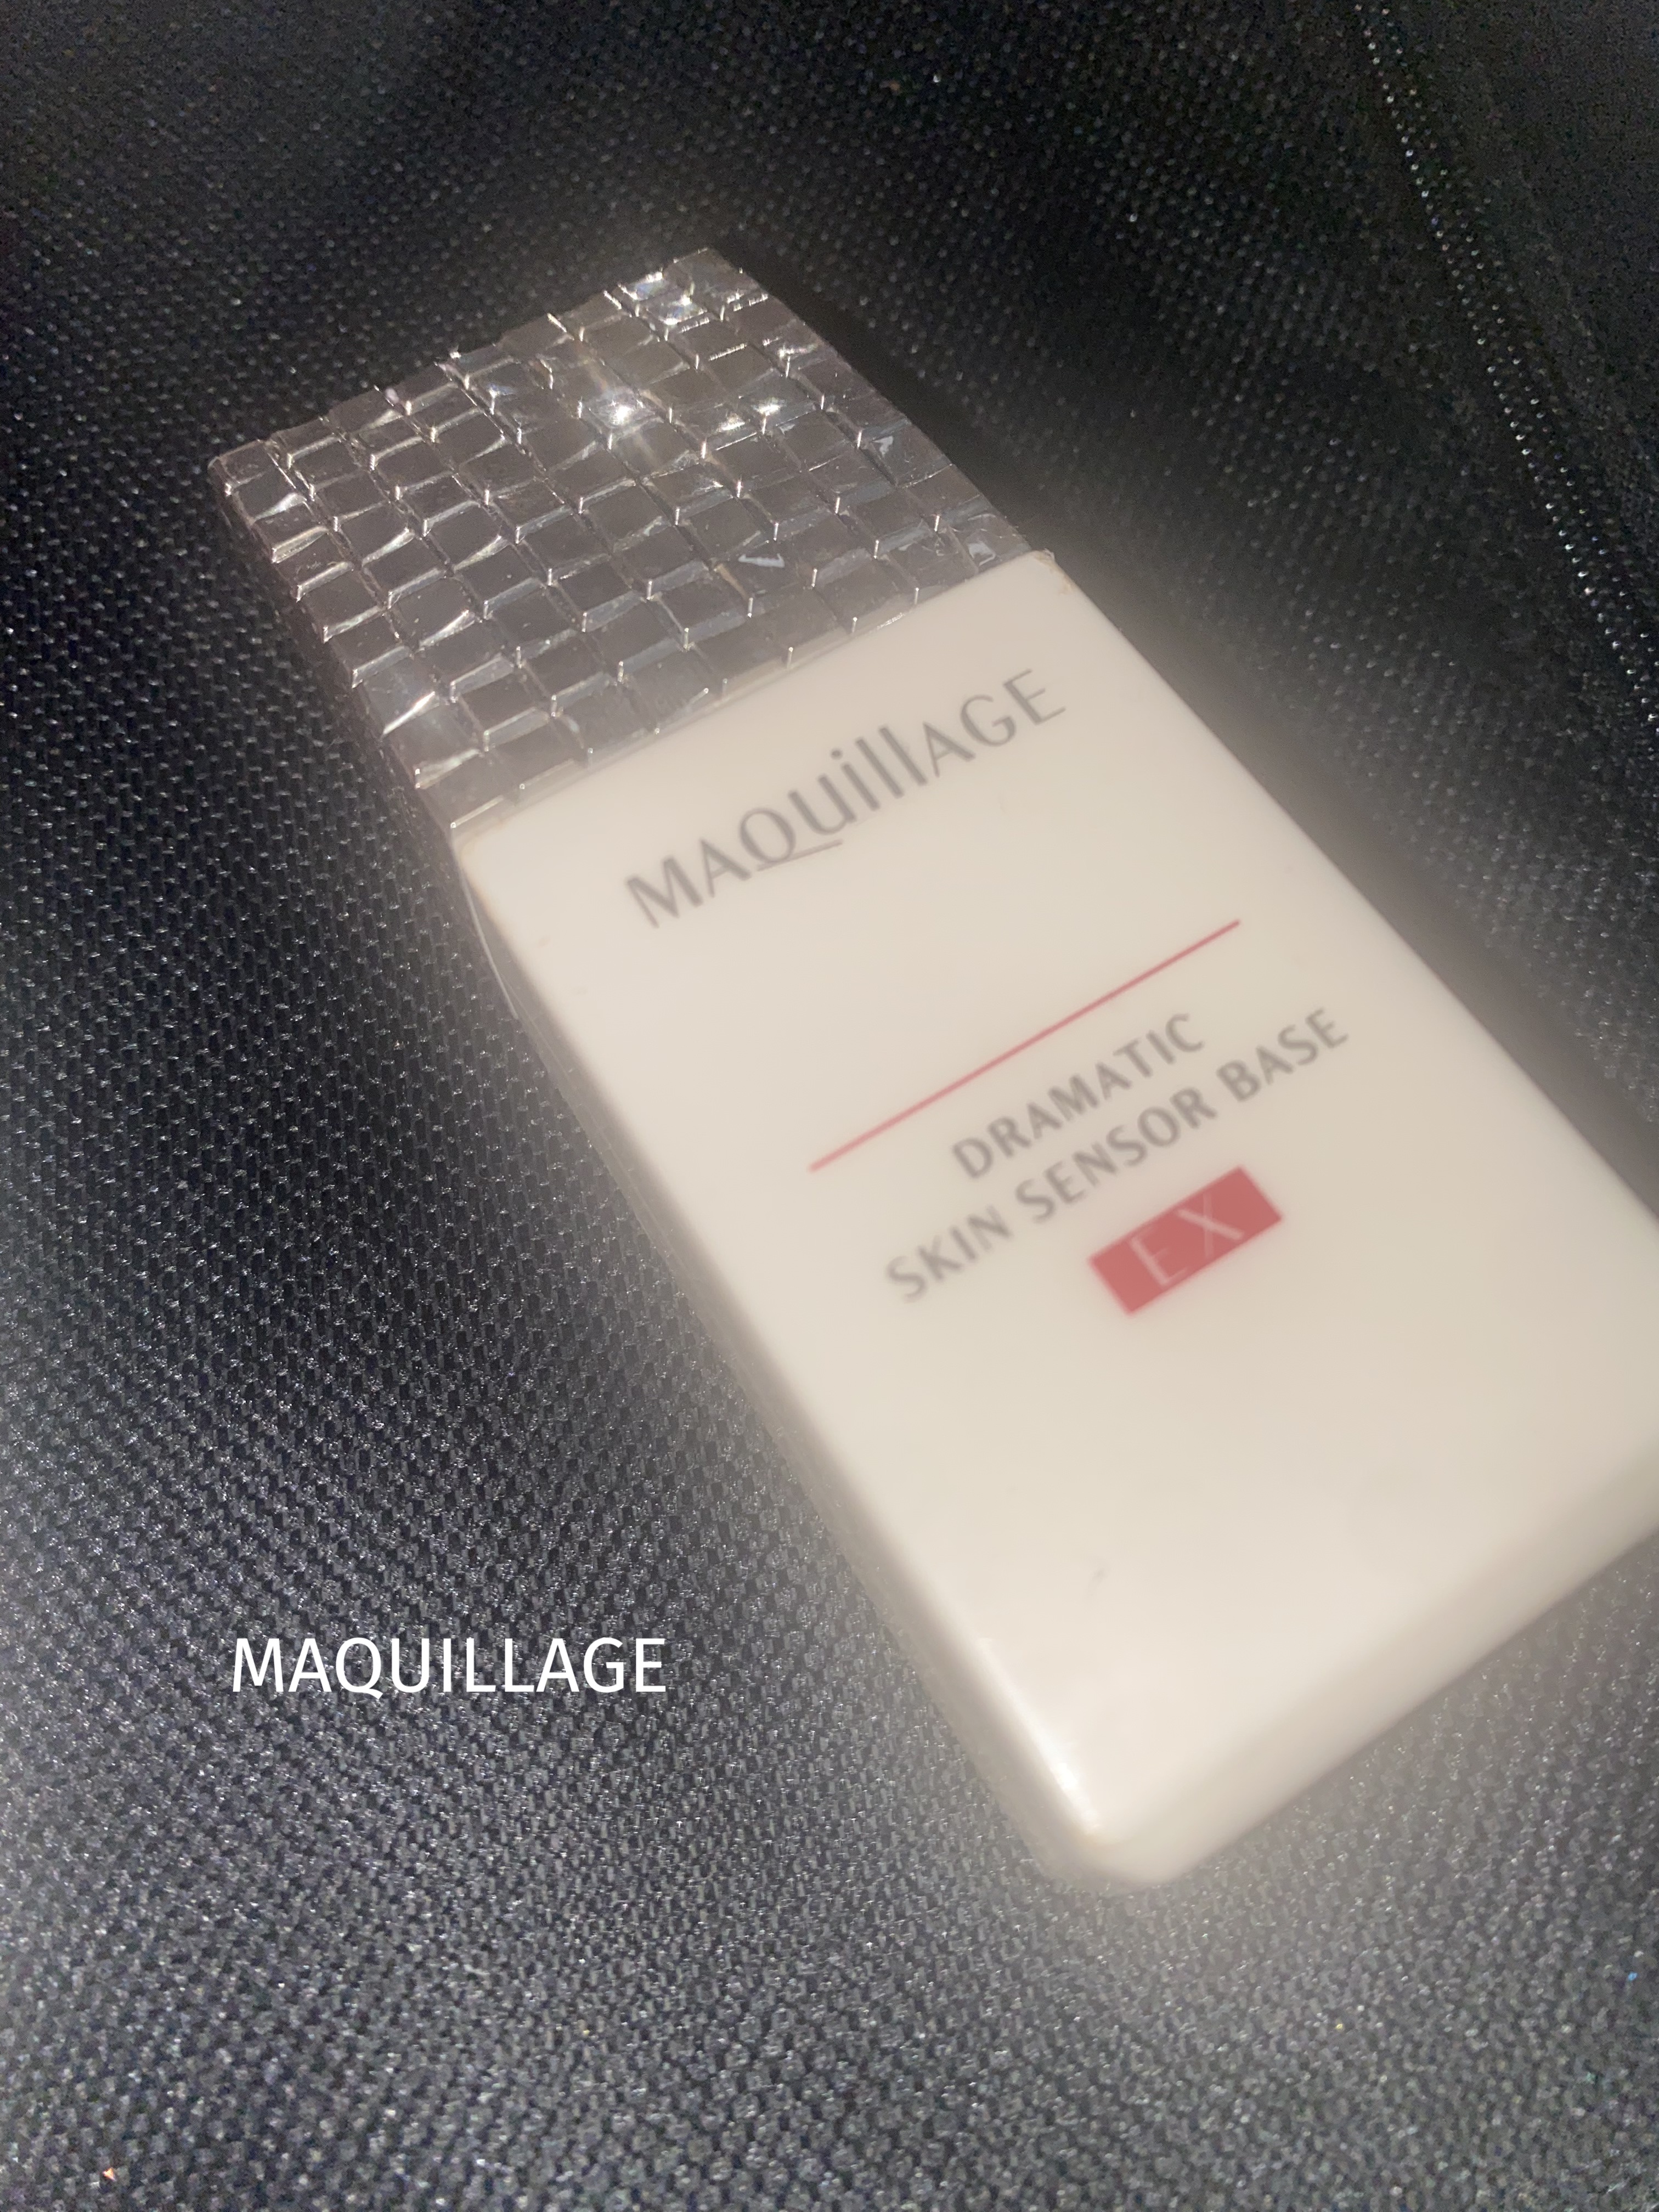 MAQuillAGE
DRAMATIC
SKIN SENSOR BASE
EX
MAQUILLAGE